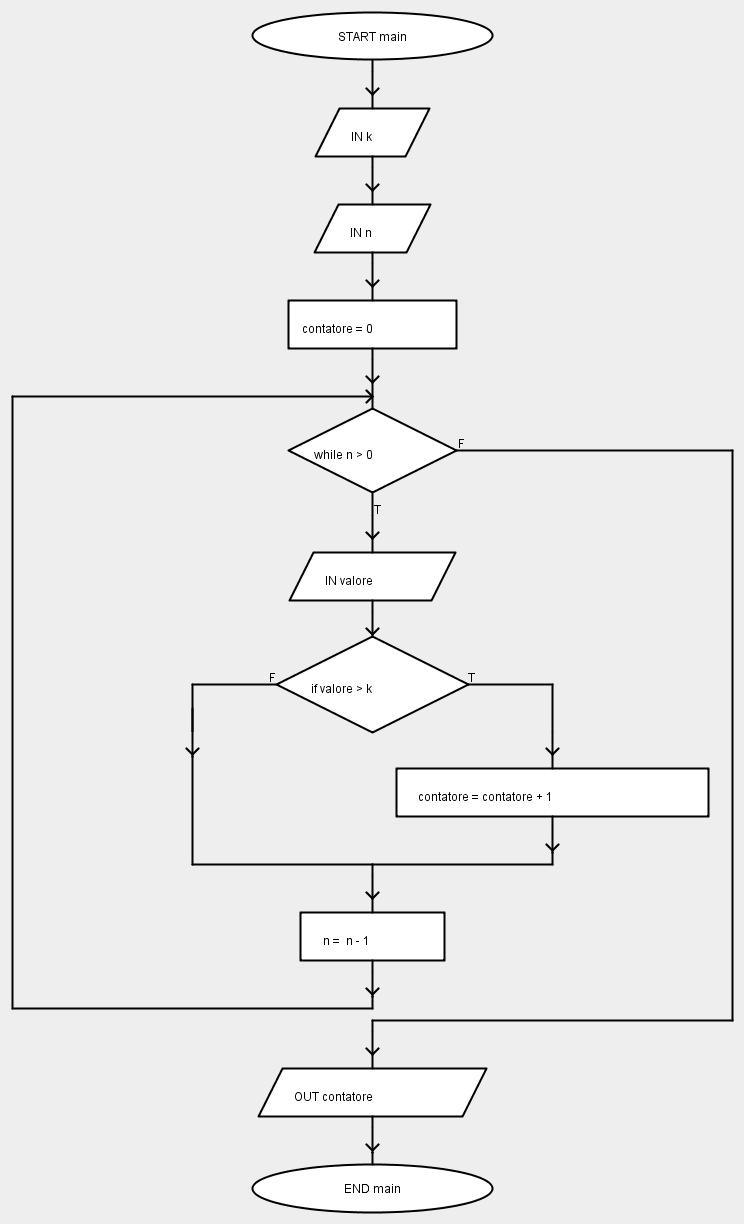 START main
IN k
IN n
contatore = 0
while n > 0
F
T
IN valore
F
if valore > k
T
contatore = contatore + 1
n =  n - 1
OUT contatore
END main